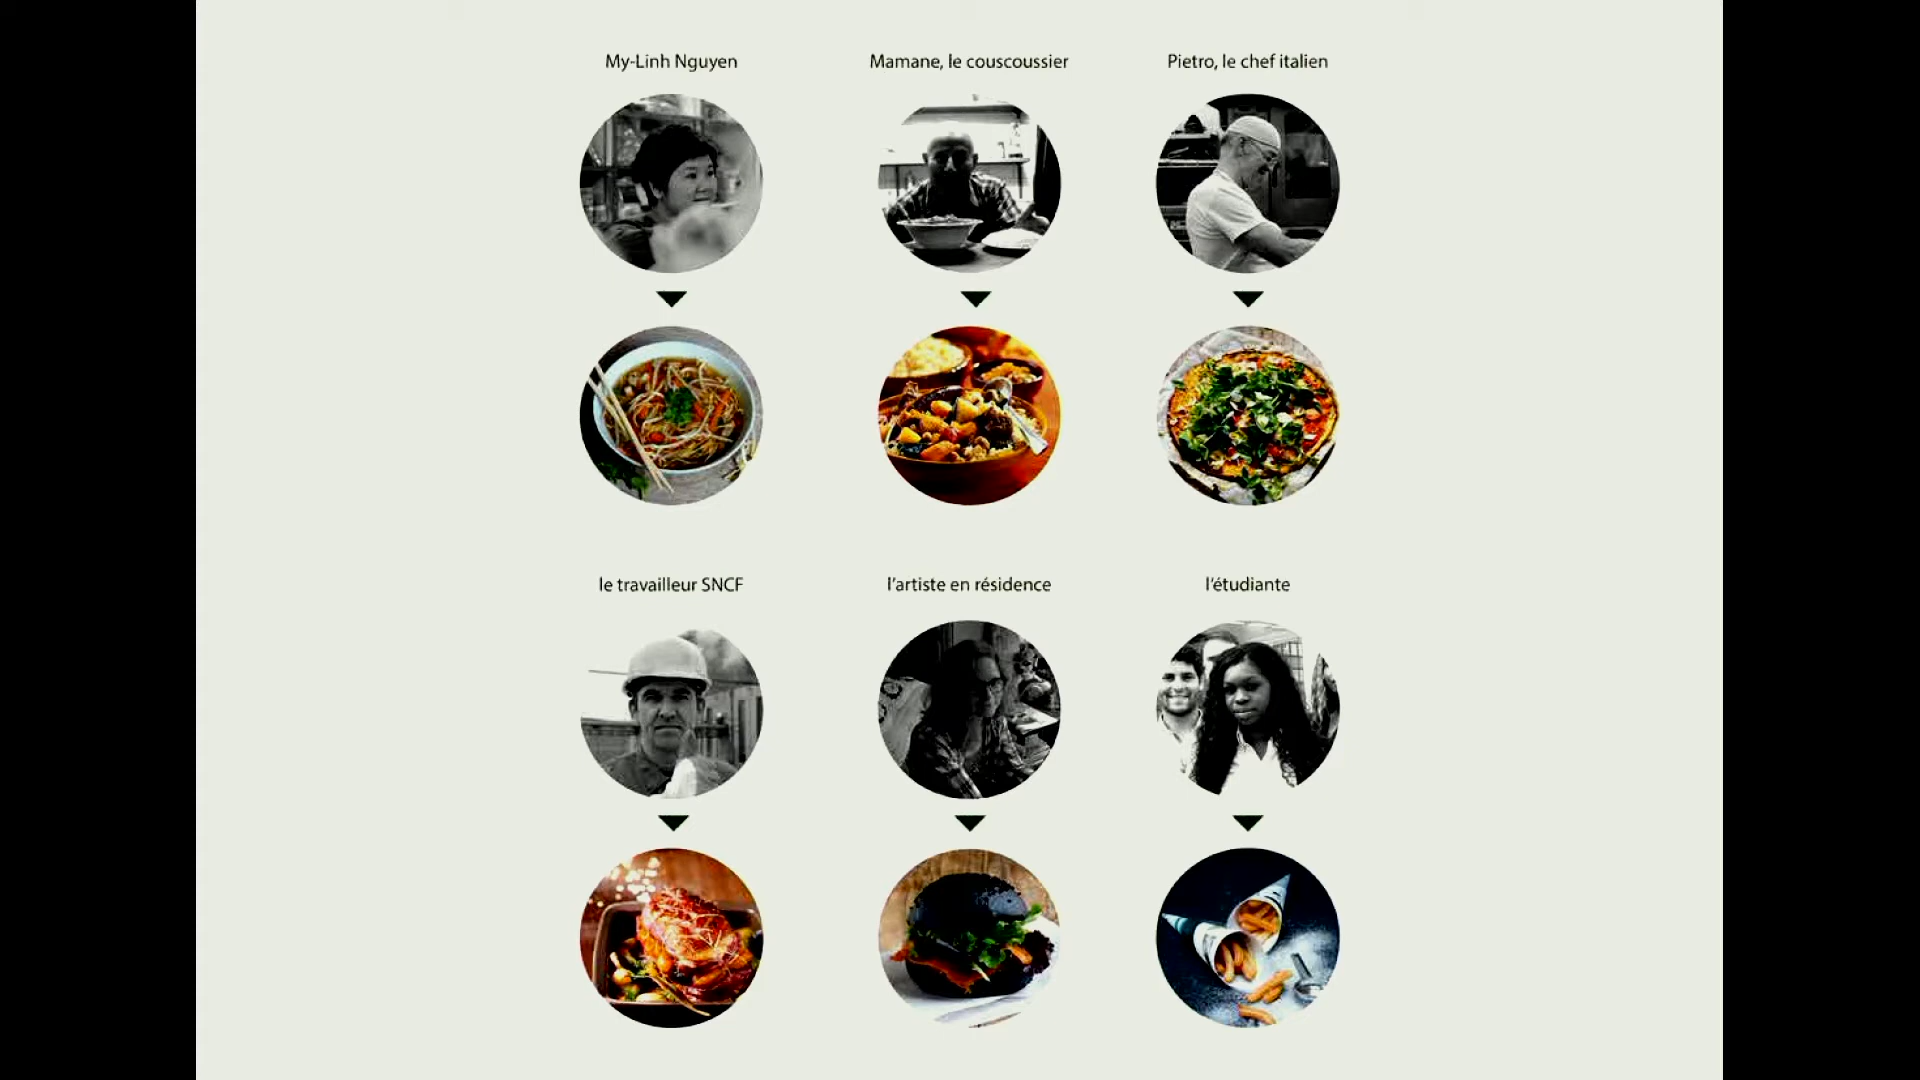 My-Linh Nguyen
Mamane, le couscoussier
Pietro, le chef italien
le travailleur SNCF
l'artiste en résidence
l'étudiante